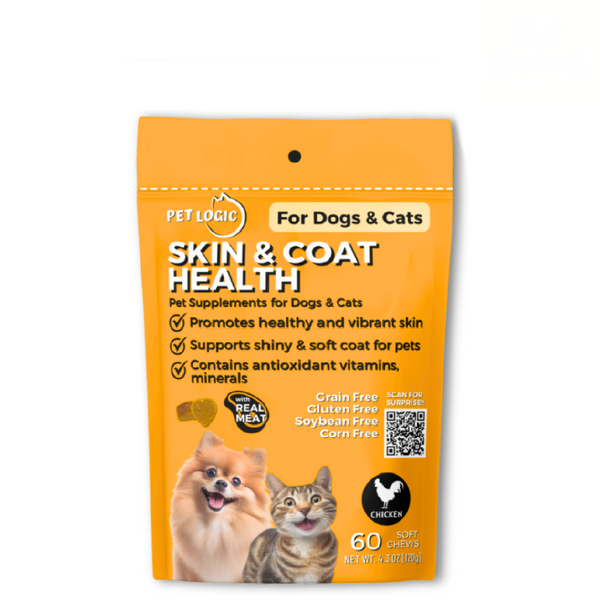 PET LOGIC
For Dogs & Cats
SKIN & COAT
HEALTH
Pet Supplements for Dogs & Cats
Promotes healthy and vibrant skin
Supports shiny & soft coat for pets
Contains antioxidant vitamins,
minerals
with
REAL
MEAT
Grain Free
Gluten Free
Soybean Free
Corn Free
SCAN FOR
SURPRISE!
CHICKEN
60 SOFT
CHEWS
NET WT. 4.3 OZ (120g)